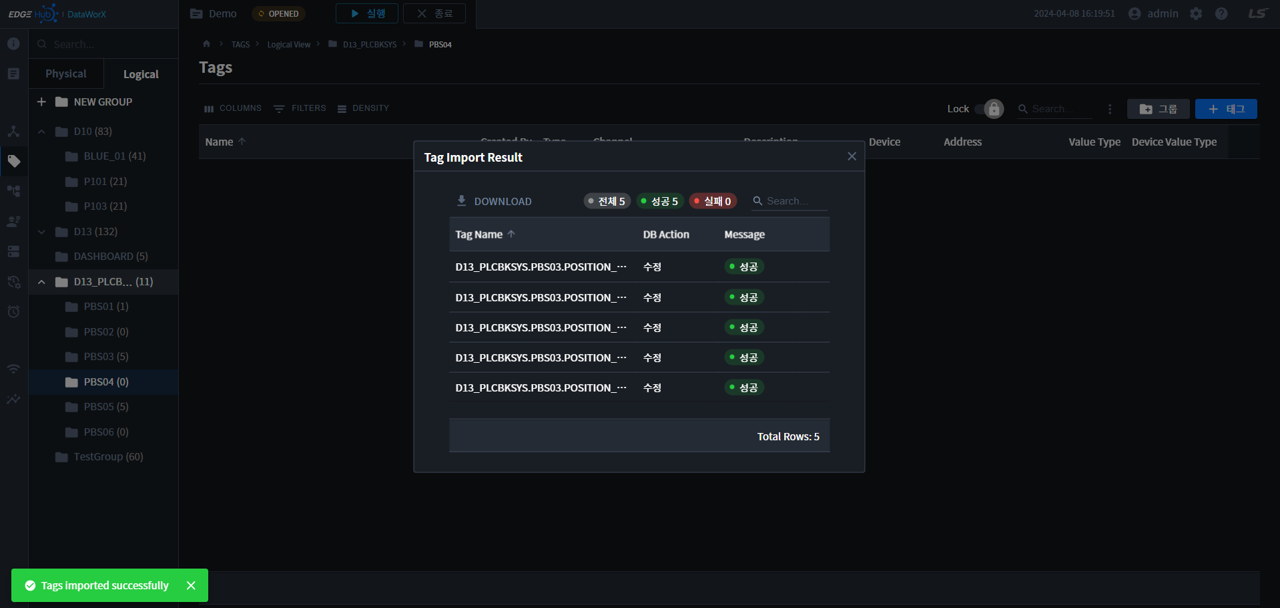 EDGE Hub | DataWorX
Demo
OPENED
실행
종료
2024-04-08 16:19:51
admin
LS
Search...
TAGS
Logical View
D13_PLCBKSYS
PBS04
Physical
Logical
Tags
NEW GROUP
COLUMNS
FILTERS
DENSITY
Lock
Search...
그룹
태그
D10 (83)
BLUE_01 (41)
P101 (21)
P103 (21)
D13 (132)
DASHBOARD (5)
D13_PLCB... (11)
PBS01 (1)
PBS02 (0)
PBS03 (5)
PBS04 (0)
PBS05 (5)
PBS06 (0)
TestGroup (60)
Name
Created By
Type
Channel
Description
Device
Address
Value Type
Device Value Type
Tag Import Result
DOWNLOAD
전체 5
성공 5
실패 0
Search...
Tag Name
DB Action
Message
D13_PLCBKSYS.PBS03.POSITION_··· 수정 성공
D13_PLCBKSYS.PBS03.POSITION_··· 수정 성공
D13_PLCBKSYS.PBS03.POSITION_··· 수정 성공
D13_PLCBKSYS.PBS03.POSITION_··· 수정 성공
D13_PLCBKSYS.PBS03.POSITION_··· 수정 성공
Total Rows: 5
Tags imported successfully